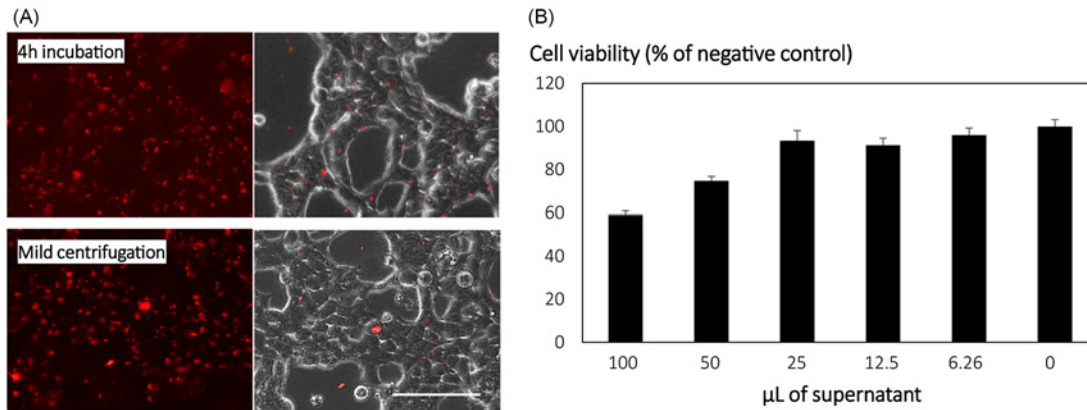 (A)
4h incubation
Mild centrifugation
(B)
Cell viability (% of negative control)
120
100
80
60
40
20
0
100 50 25 12.5 6.26 0
µL of supernatant